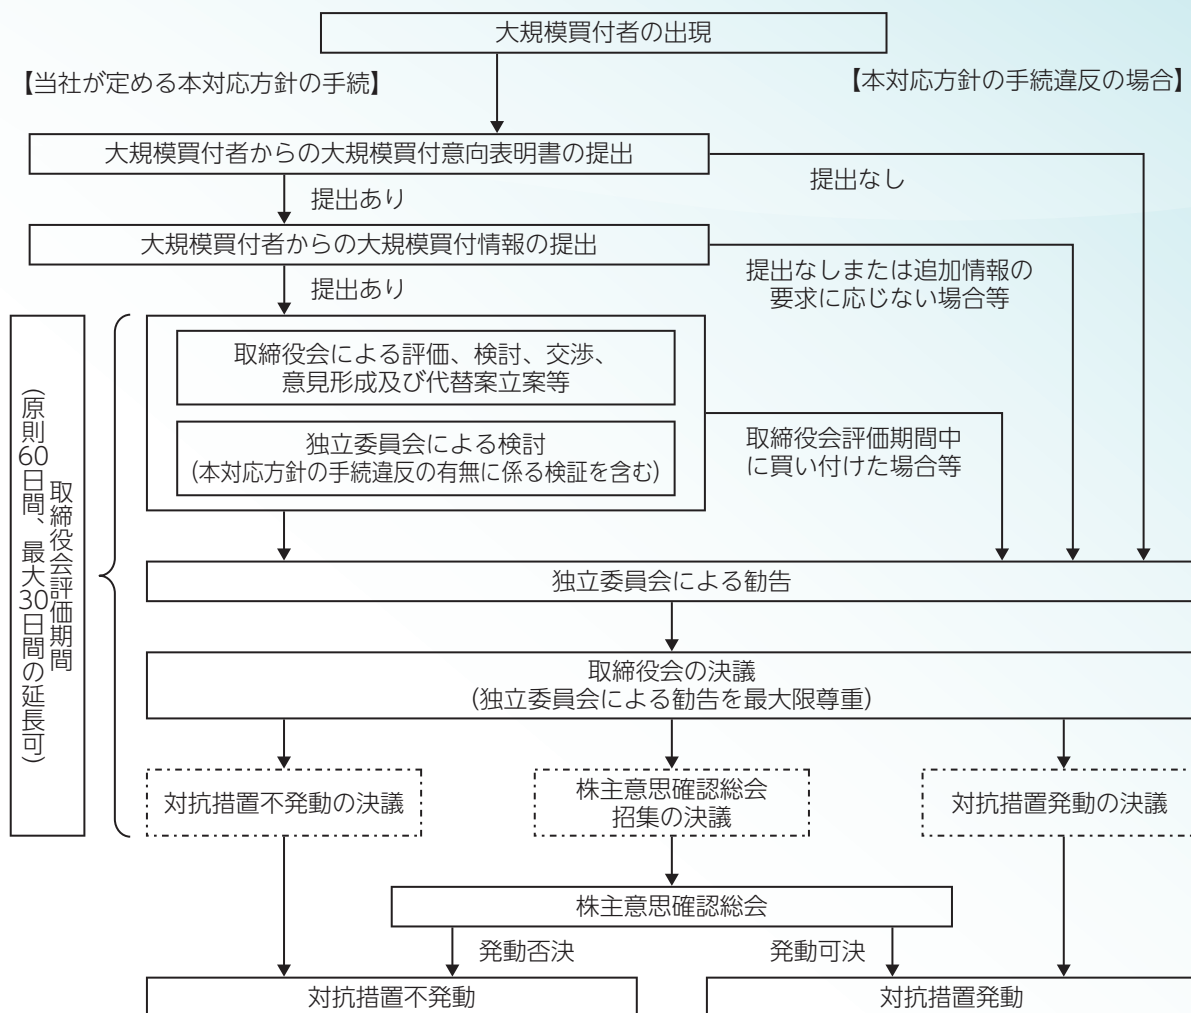 大規模買付者の出現
【当社が定める本対応方針の手続】
【本対応方針の手続違反の場合】
大規模買付者からの大規模買付意向表明書の提出
提出なし
提出あり
大規模買付者からの大規模買付情報の提出
提出なしまたは追加情報の
要求に応じない場合等
提出あり
取締役会評価期間
(原則60日間、最大30日間の延長可)
取締役会による評価、検討、交渉、
意見形成及び代替案立案等
独立委員会による検討
(本対応方針の手続違反の有無に係る検証を含む)
取締役会評価期間中
に買い付けた場合等
独立委員会による勧告
取締役会の決議
(独立委員会による勧告を最大限尊重)
対抗措置不発動の決議
株主意思確認総会
招集の決議
対抗措置発動の決議
株主意思確認総会
発動否決
発動可決
対抗措置不発動
対抗措置発動